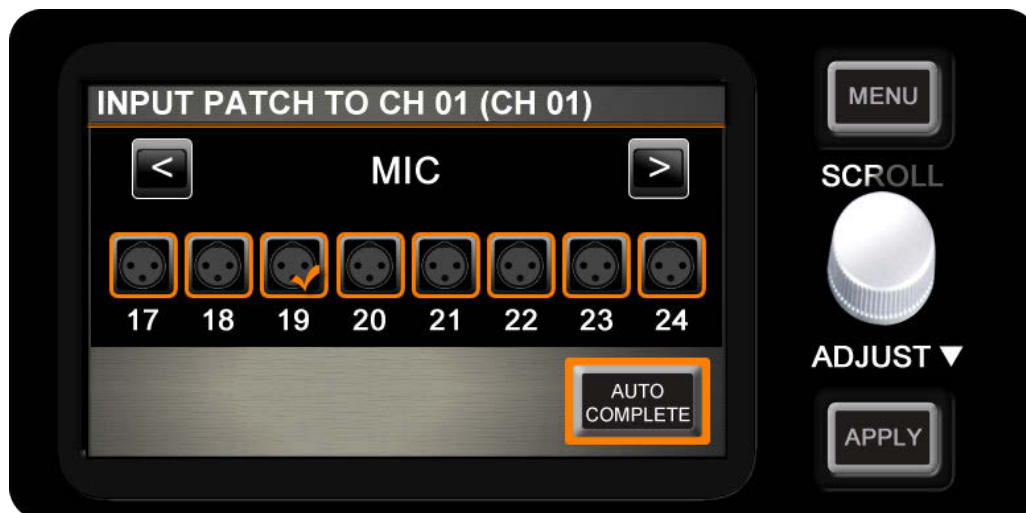 INPUT PATCH TO CH 01 (CH 01)
< MIC >
17 18 19 20 21 22 23 24
AUTO
COMPLETE
MENU
SCROLL
ADJUST ▼
APPLY